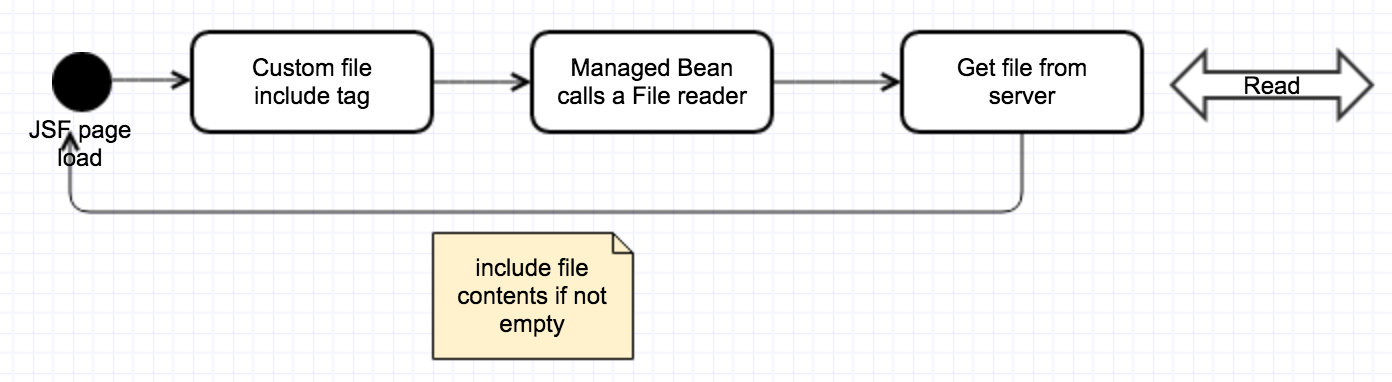 JSF page
load
Custom file
include tag
Managed Bean
calls a File reader
Get file from
server
Read
include file
contents if not
empty